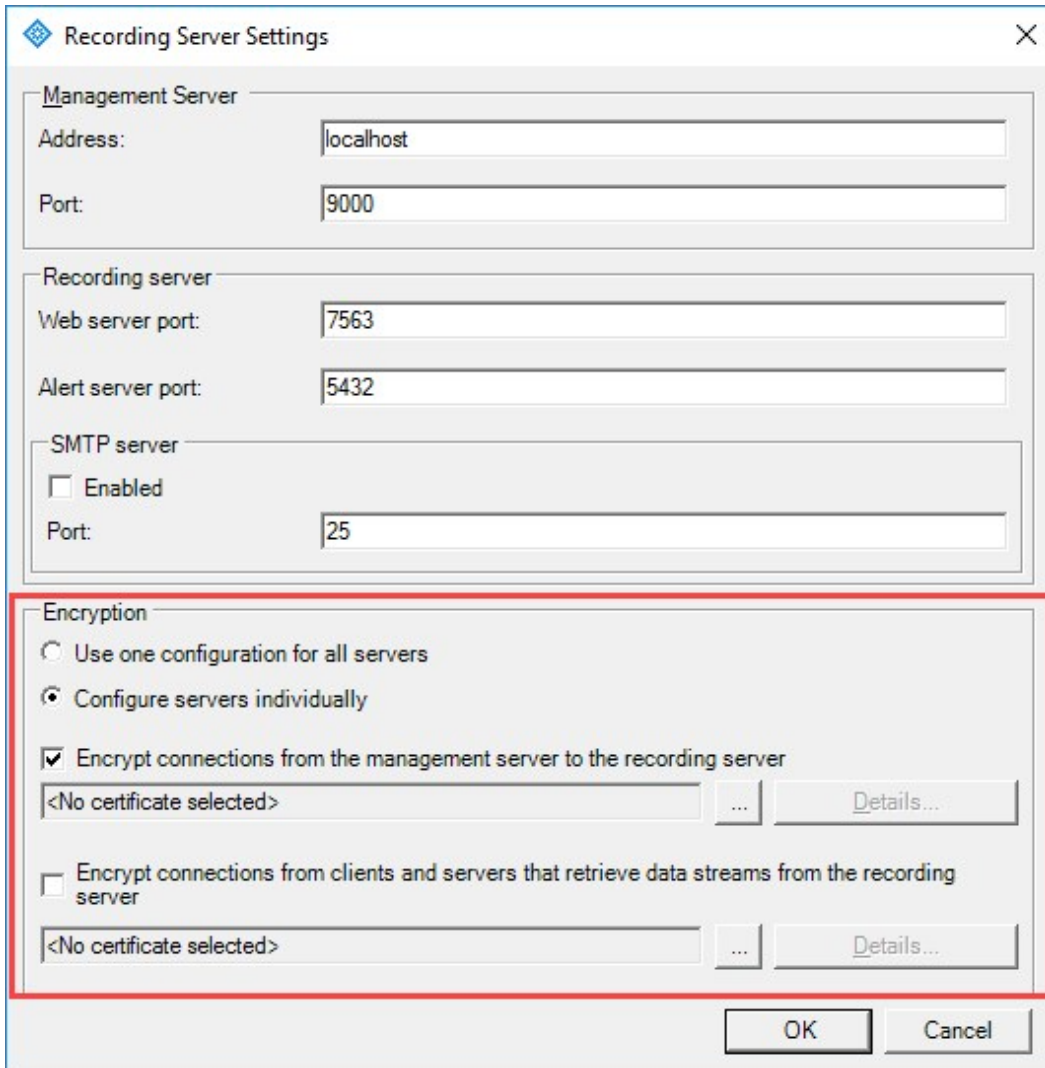 Recording Server Settings
Management Server
Address:
localhost
Port:
9000
Recording server
Web server port:
7563
Alert server port:
5432
SMTP server
Enabled
Port:
25
Encryption
Use one configuration for all servers
Configure servers individually
Encrypt connections from the management server to the recording server
<No certificate selected>
...
Details...
Encrypt connections from clients and servers that retrieve data streams from the recording
server
<No certificate selected>
...
Details...
OK
Cancel